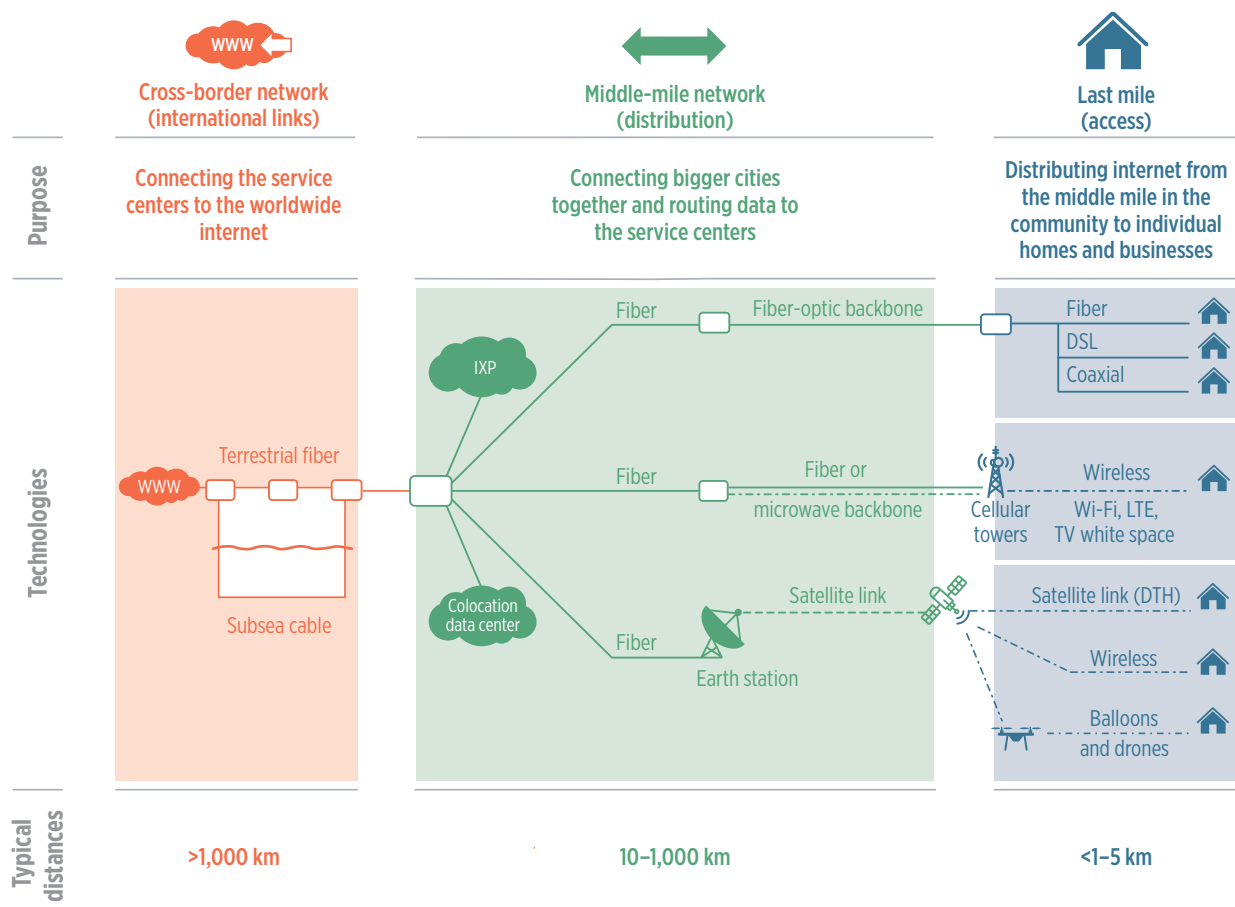 WWW
Cross-border network
(international links)
Middle-mile network
(distribution)
Last mile
(access)
Purpose
Connecting the service
centers to the worldwide
internet
Connecting bigger cities
together and routing data to
the service centers
Distributing internet from
the middle mile in the
community to individual
homes and businesses
Technologies
WWW
Terrestrial fiber
Subsea cable
IXP
Colocation
data center
Fiber
Fiber-optic backbone
Fiber
Fiber or
microwave backbone
Fiber
Earth station
Satellite link
Fiber
DSL
Coaxial
Cellular
towers
Wireless
Wi-Fi, LTE,
TV white space
Satellite link (DTH)
Wireless
Balloons
and drones
Typical
distances
>1,000 km
10–1,000 km
<1–5 km